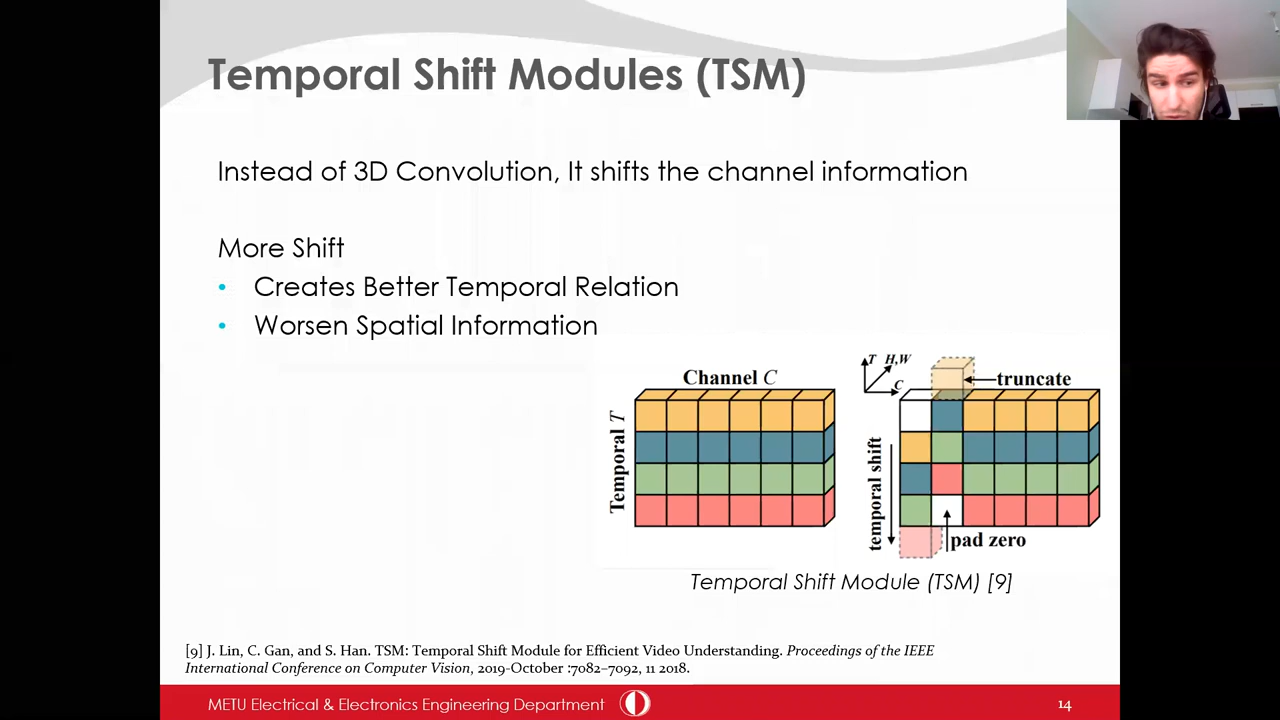 Temporal Shift Modules (TSM)
Instead of 3D Convolution, It shifts the channel information
More Shift
• Creates Better Temporal Relation
• Worsen Spatial Information
Channel C
Temporal T
T H,W
C
truncate
temporal shift
pad zero
Temporal Shift Module (TSM) [9]
[9] J. Lin, C. Gan, and S. Han. TSM: Temporal Shift Module for Efficient Video Understanding. Proceedings of the IEEE
International Conference on Computer Vision, 2019-October :7082–7092, 11 2018.
METU Electrical & Electronics Engineering Department
14